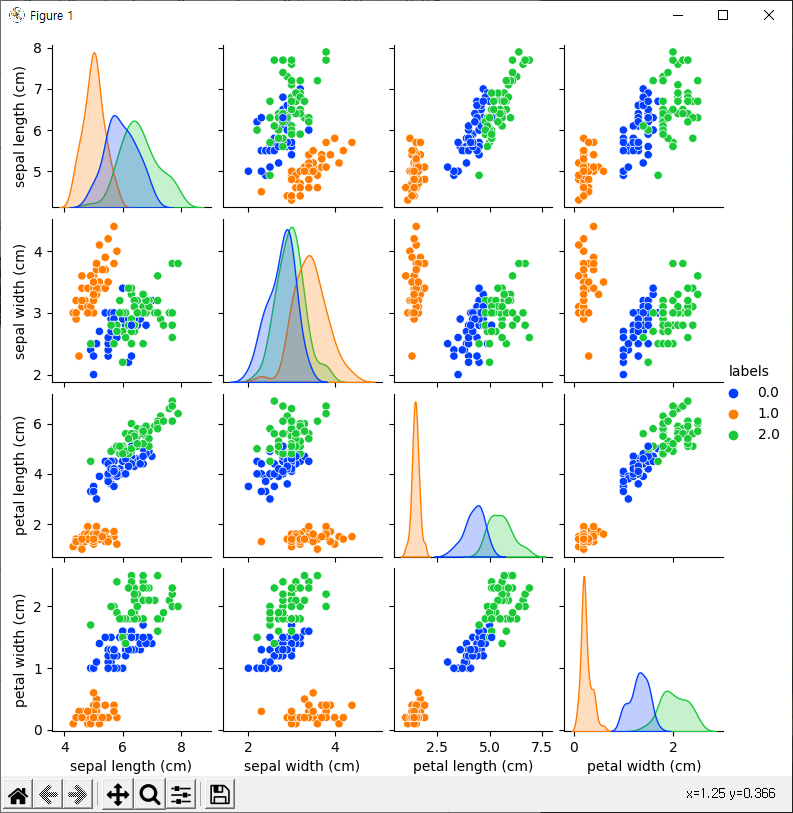 Figure 1
8
7
6
5
sepal length (cm)
4
3
2
sepal width (cm)
labels
0.0
1.0
2.0
6
4
2
petal length (cm)
2
1
0
petal width (cm)
4 6 8
2 4
2.5 5.0 7.5
0 2
sepal length (cm)
sepal width (cm)
petal length (cm)
petal width (cm)
x=1.25 y=0.366